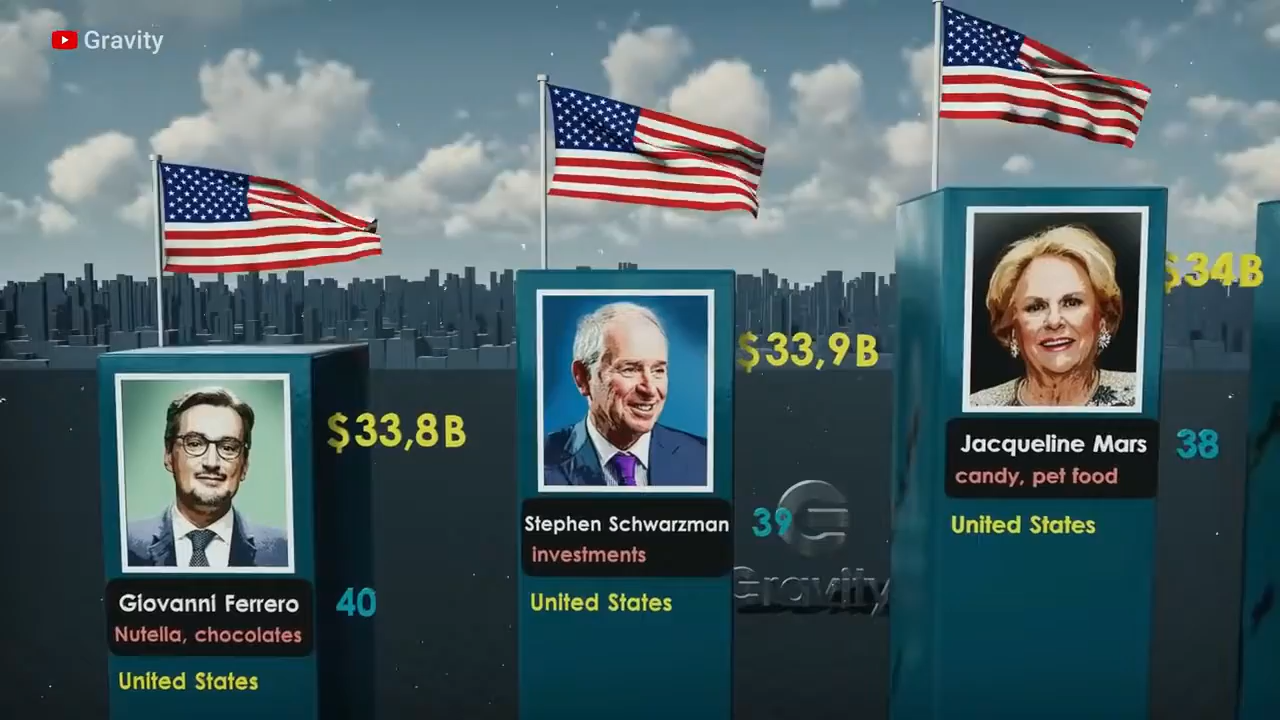 Gravity
$33,8B
Giovanni Ferrero
Nutella, chocolates
40
United States
$33,9B
Stephen Schwarzman
investments
39
United States
Gravity
$34B
Jacqueline Mars
candy, pet food
38
United States